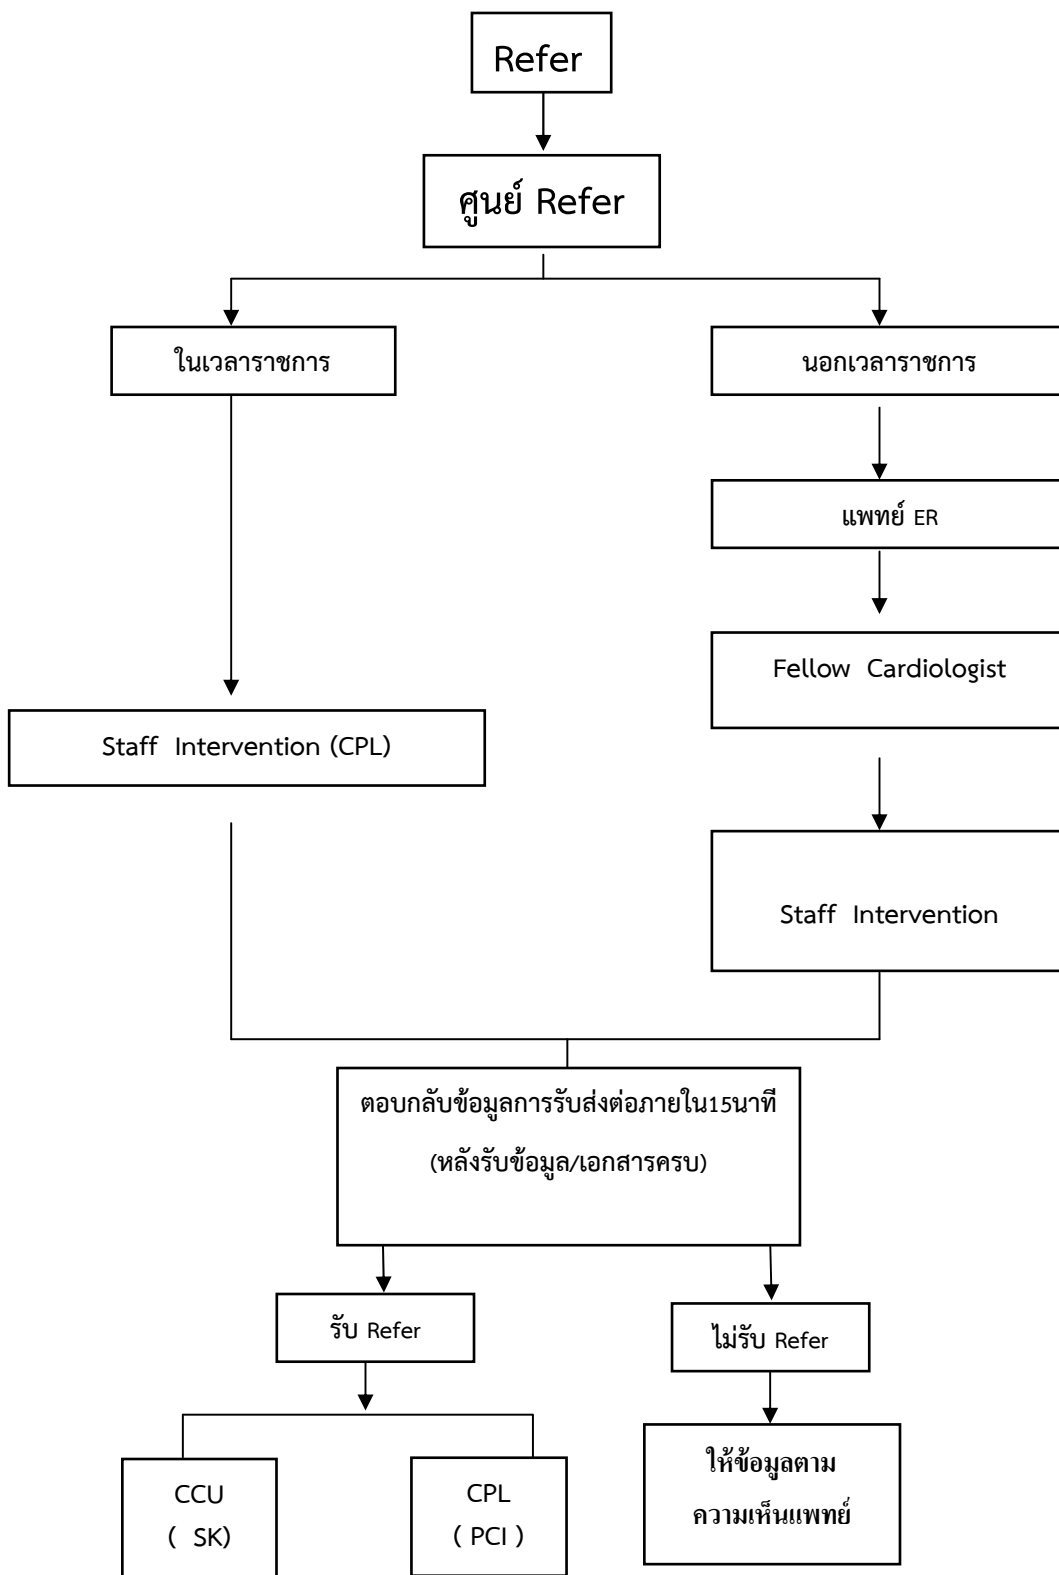 Refer
ศูนย์ Refer
ในเวลาราชการ
นอกเวลาราชการ
แพทย์ ER
Fellow Cardiologist
Staff Intervention (CPL)
Staff Intervention
ตอบกลับข้อมูลการรับส่งต่อภายใน15นาที
(หลังรับข้อมูล/เอกสารครบ)
รับ Refer
ไม่รับ Refer
CCU
( SK)
CPL
( PCI )
ให้ข้อมูลตาม
ความเห็นแพทย์